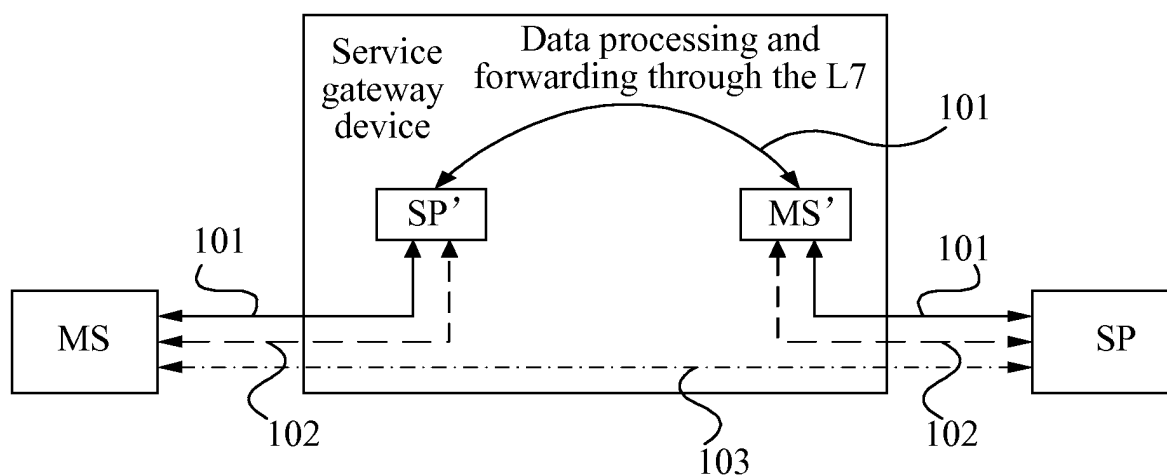 Service
gateway
device
Data processing and
forwarding through the L7
101
SP’
MS’
101
101
MS
SP
102
103
102